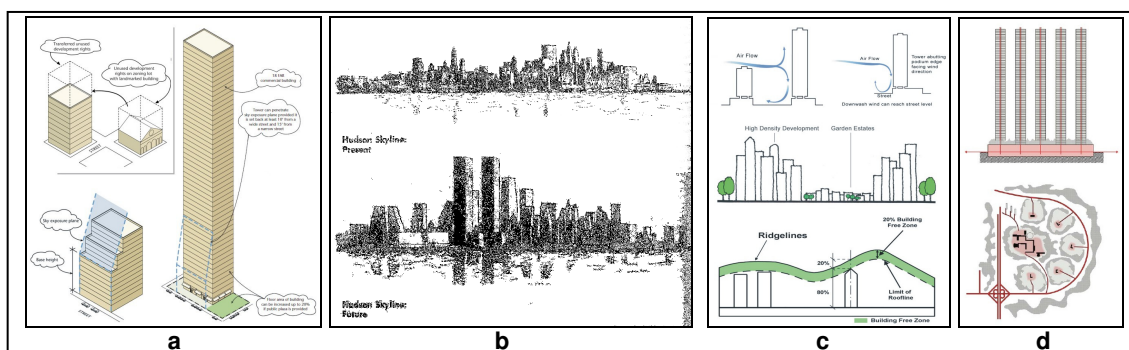 Transferred unused
development rights
Unused development
rights on zoning lot
with landmarked building
STREET
commercial building
Tower can penetrate
sky exposure plane provided it
is set back at least 10' from a
wide street and 15' from
a narrow street
Sky exposure plane
Base height
Floor area of building
can be increased up to 20%
if public plaza is provided
STREET
a
Hudson Skyline:
Present
Hudson Skyline:
Future
b
Air Flow
Air Flow
Tower abutting
podium edge
facing wind
direction
Street
Downwash wind can reach street level
High Density Development
Garden Estates
20% Building
Free Zone
Ridgelines
20%
80%
Limit of
Roofline
Building Free Zone
c
d